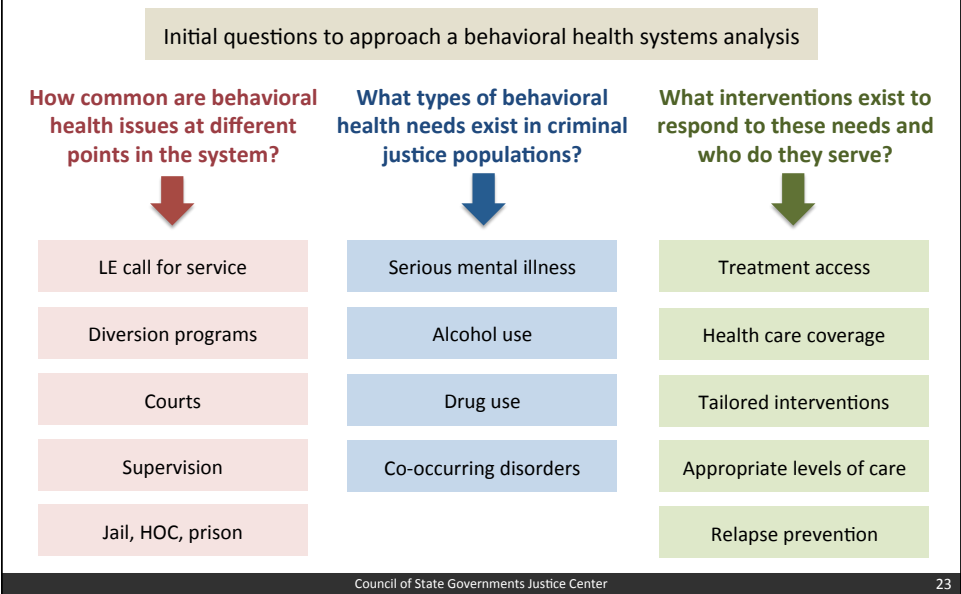 Initial questions to approach a behavioral health systems analysis
How common are behavioral
health issues at different
points in the system?
LE call for service
Diversion programs
Courts
Supervision
Jail, HOC, prison
What types of behavioral
health needs exist in criminal
justice populations?
Serious mental illness
Alcohol use
Drug use
Co-occurring disorders
What interventions exist to
respond to these needs and
who do they serve?
Treatment access
Health care coverage
Tailored interventions
Appropriate levels of care
Relapse prevention
Council of State Governments Justice Center
23